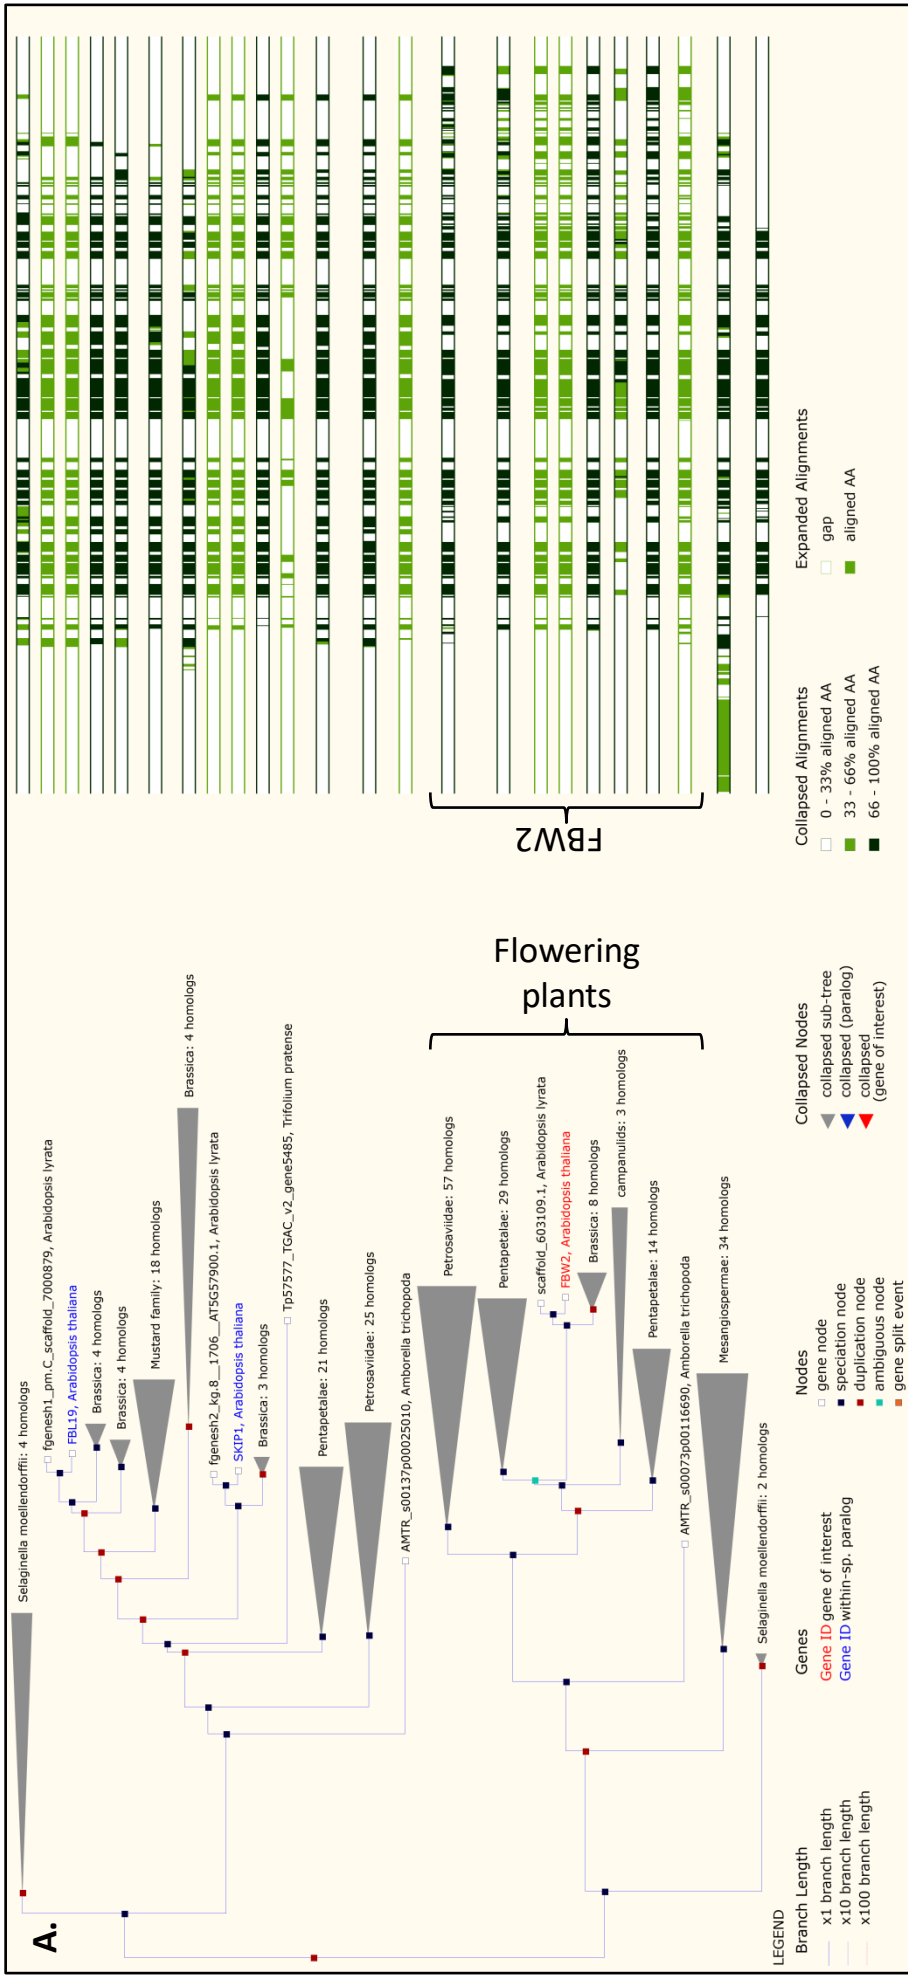 A.
Selaginella moellendorffii: 4 homologs
fgenesh1_pm.C_scaffold_7000879, Arabidopsis lyrata
FBL19, Arabidopsis thaliana
Brassica: 4 homologs
Brassica: 4 homologs
Mustard family: 18 homologs
Brassica: 4 homologs
fgenesh2_kg.8__1706__AT5G57900.1, Arabidopsis lyrata
SKIP1, Arabidopsis thaliana
Brassica: 3 homologs
Tp57577_TGAC_v2_gene5485, Trifolium pratense
Pentapetalae: 21 homologs
Petrosaviidae: 25 homologs
AMTR_s00137p00025010, Amborella trichopoda
Petrosaviidae: 57 homologs
Pentapetalae: 29 homologs
scaffold_603109.1, Arabidopsis lyrata
FBW2, Arabidopsis thaliana
Brassica: 8 homologs
campanulids: 3 homologs
Pentapetalae: 14 homologs
AMTR_s00073p00116690, Amborella trichopoda
Mesangiospermae: 34 homologs
Selaginella moellendorffii: 2 homologs
Flowering
plants
FBW2
LEGEND
Branch Length
x1 branch length
x10 branch length
x100 branch length
Genes
Gene ID gene of interest
Gene ID within-sp. paralog
Nodes
gene node
speciation node
duplication node
ambiguous node
gene split event
Collapsed Nodes
collapsed sub-tree
collapsed (paralog)
collapsed
(gene of interest)
Collapsed Alignments
0 - 33% aligned AA
33 - 66% aligned AA
66 - 100% aligned AA
Expanded Alignments
gap
aligned AA